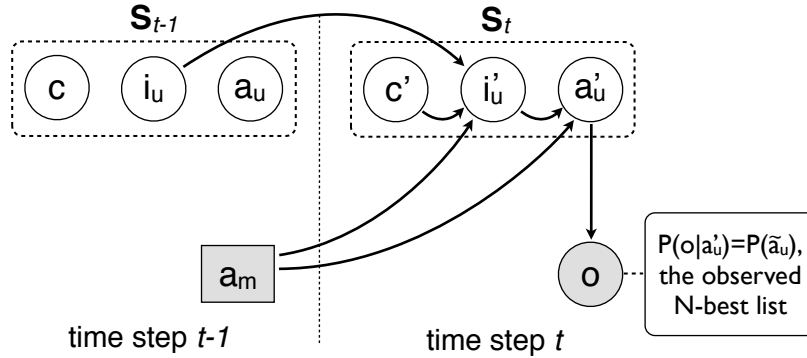 S_{t-1}
S_t
c i_u a_u
c' i'_u a'_u
a_m
o
P(o|a'_u)=P(ã_u),
the observed
N-best list
time step t-1
time step t